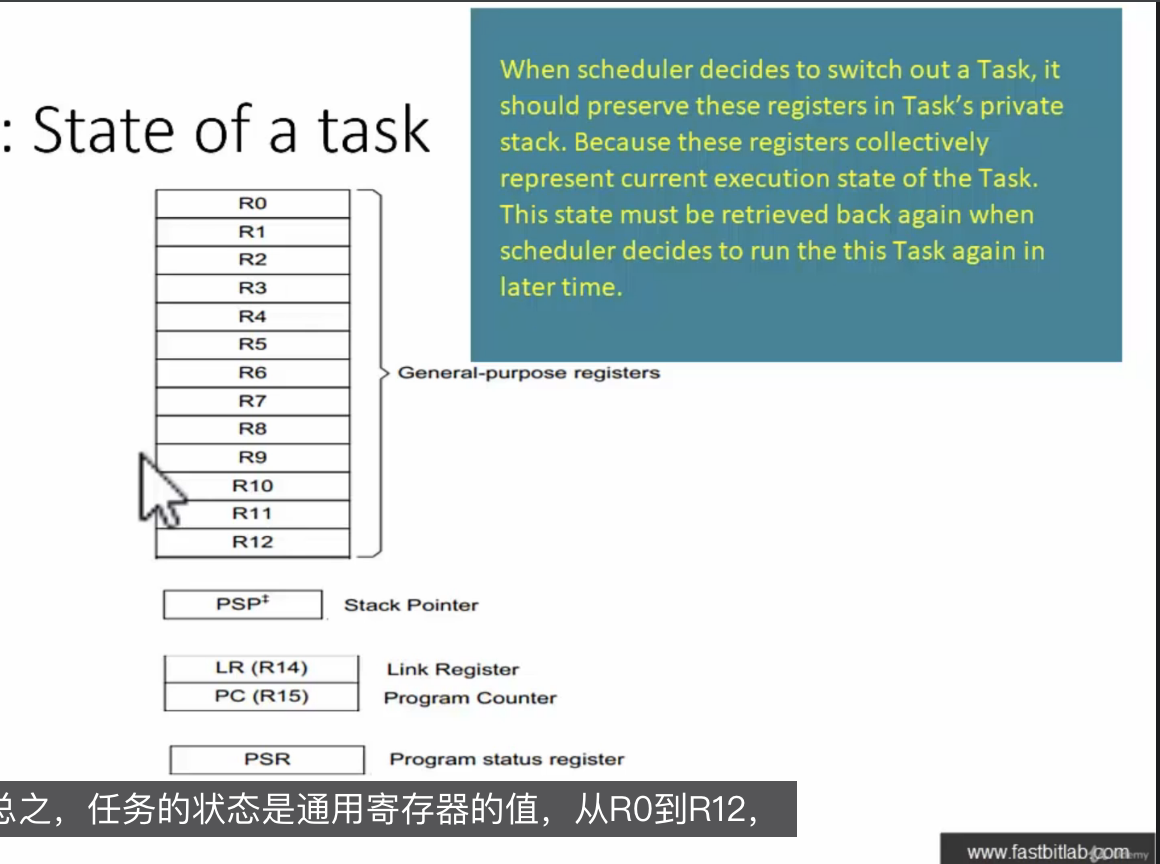 When scheduler decides to switch out a Task, it
should preserve these registers in Task's private
stack. Because these registers collectively
represent current execution state of the Task.
This state must be retrieved back again when
scheduler decides to run the this Task again in
later time.
: State of a task
R0
R1
R2
R3
R4
R5
R6
R7
R8
R9
R10
R11
R12
General-purpose registers
PSP‡ Stack Pointer
LR (R14) Link Register
PC (R15) Program Counter
PSR Program status register
总之，任务的状态是通用寄存器的值，从R0到R12，
www.fastbitlab.com